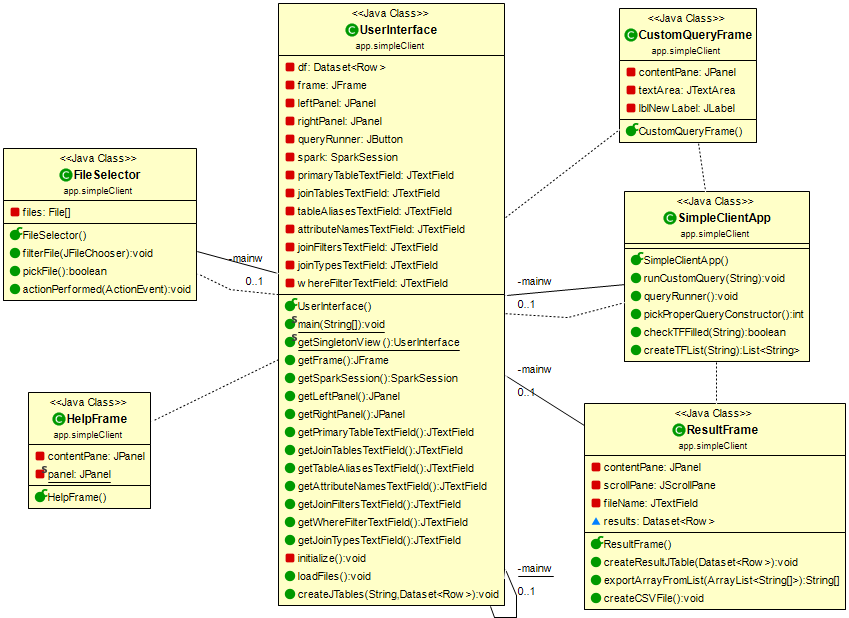 <<Java Class>>
UserInterface
app.simpleClient
df: Dataset<Row>
frame: JFrame
leftPanel: JPanel
rightPanel: JPanel
queryRunner: JButton
spark: SparkSession
primaryTableTextField: JTextField
joinTablesTextField: JTextField
tableAliasesTextField: JTextField
attributeNamesTextField: JTextField
joinFiltersTextField: JTextField
joinTypesTextField: JTextField
whereFilterTextField: JTextField
UserInterface()
main(String[]):void
getSingletonView():UserInterface
getFrame():JFrame
getSparkSession():SparkSession
getLeftPanel():JPanel
getRightPanel():JPanel
getPrimaryTableTextField():JTextField
getJoinTablesTextField():JTextField
getTableAliasesTextField():JTextField
getAttributeNamesTextField():JTextField
getJoinFiltersTextField():JTextField
getWhereFilterTextField():JTextField
getJoinTypesTextField():JTextField
initialize():void
loadFiles():void
createJTables(String,Dataset<Row>):void
<<Java Class>>
CustomQueryFrame
app.simpleClient
contentPane: JPanel
textArea: JTextArea
lblNewLabel: JLabel
CustomQueryFrame()
<<Java Class>>
FileSelector
app.simpleClient
files: File[]
FileSelector()
filterFile(JFileChooser):void
pickFile():boolean
actionPerformed(ActionEvent):void
-mainw
0..1
<<Java Class>>
SimpleClientApp
app.simpleClient
SimpleClientApp()
runCustomQuery(String):void
queryRunner():void
pickProperQueryConstructor():int
checkTFFilled(String):boolean
createTFList(String):List<String>
-mainw
0..1
<<Java Class>>
HelpFrame
app.simpleClient
contentPane: JPanel
panel: JPanel
HelpFrame()
-mainw
0..1
<<Java Class>>
ResultFrame
app.simpleClient
contentPane: JPanel
scrollPane: JScrollPane
fileName: JTextField
results: Dataset<Row>
ResultFrame()
createResultJTable(Dataset<Row>):void
exportArrayFromList(ArrayList<String[]>):String[]
createCSVFile():void
-mainw
0..1